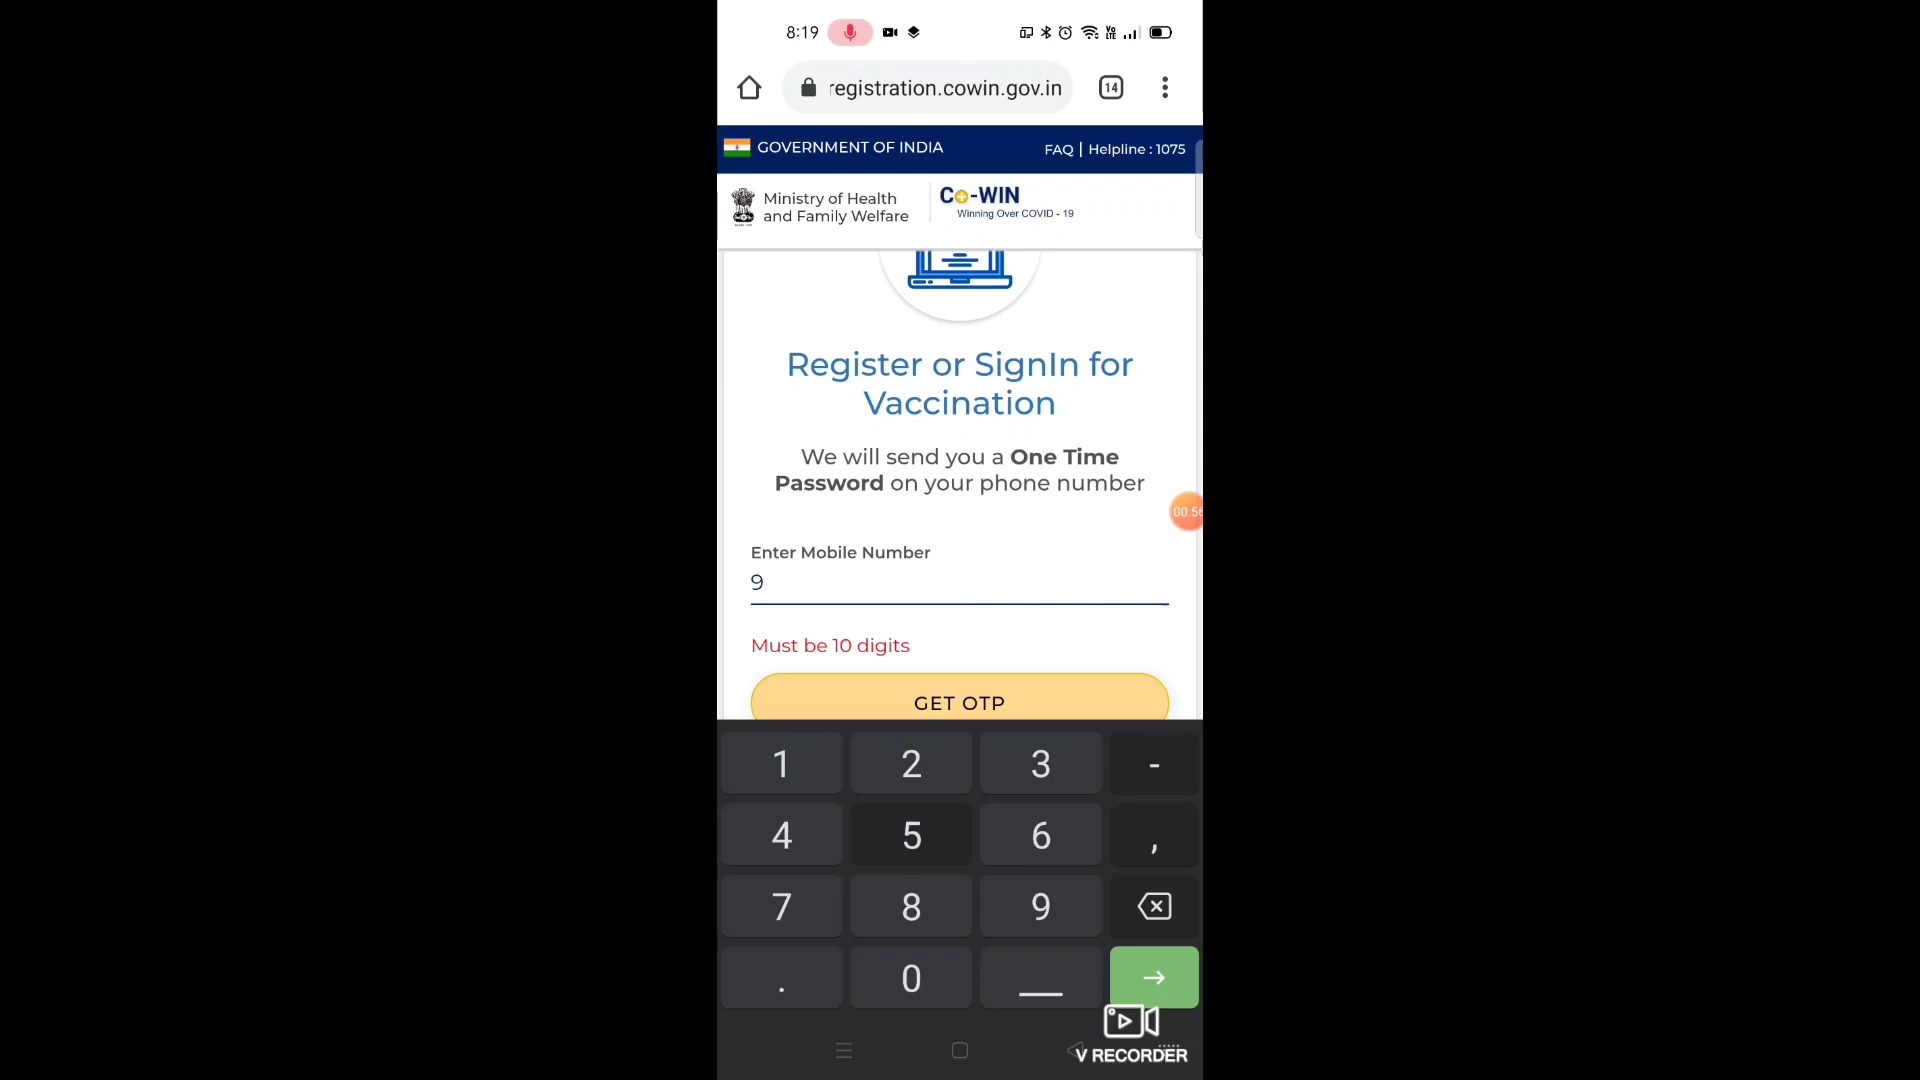 8:19
registration.cowin.gov.in
14
GOVERNMENT OF INDIA
FAQ | Helpline : 1075
Ministry of Health
and Family Welfare
Co-WIN
Winning Over COVID - 19
Register or SignIn for
Vaccination
We will send you a One Time
Password on your phone number
00:56
Enter Mobile Number
9
Must be 10 digits
GET OTP
1 2 3 -
4 5 6 ,
7 8 9
. 0
V RECORDER